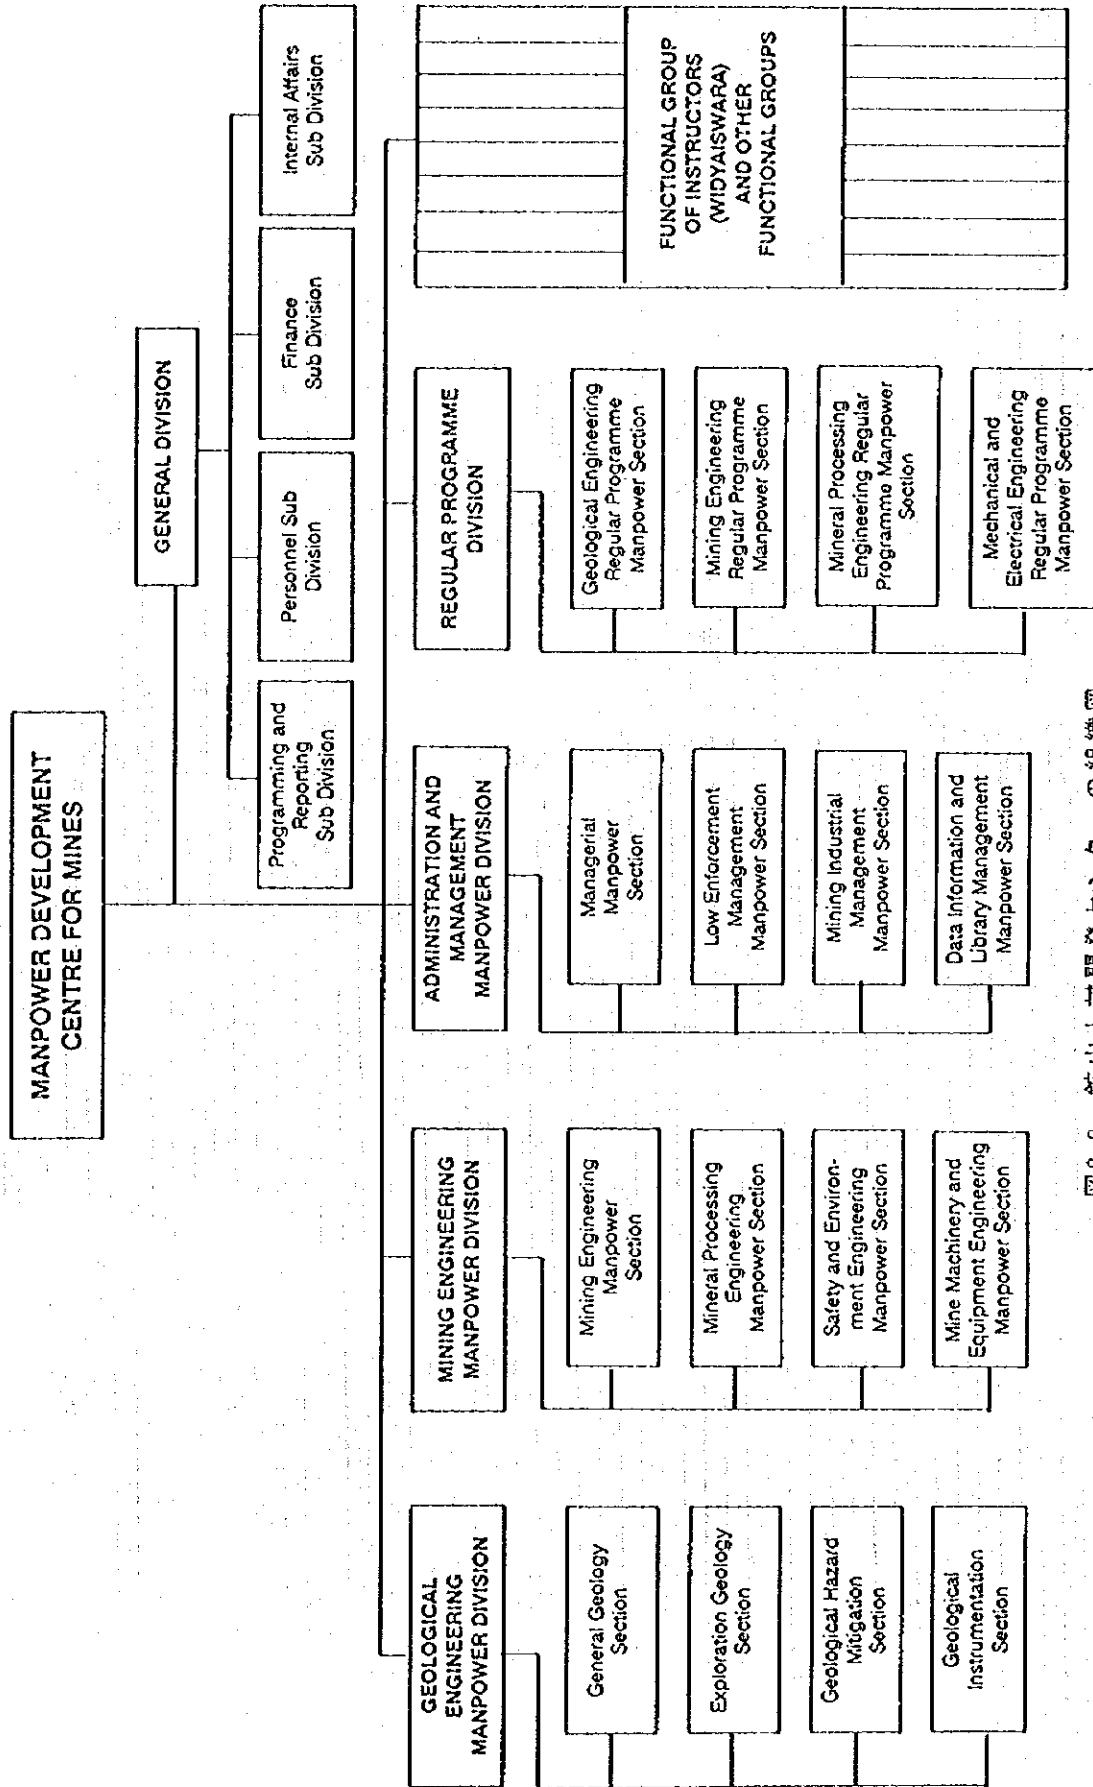 MANPOWER DEVELOPMENT
CENTRE FOR MINES
GENERAL DIVISION
Programming and
Reporting
Sub Division
Personnel Sub
Division
Finance
Sub Division
Internal Affairs
Sub Division
GEOLOGICAL
ENGINEERING
MANPOWER DIVISION
General Geology
Section
Exploration Geology
Section
Geological Hazard
Mitigation
Section
Geological
Instrumentation
Section
MINING ENGINEERING
MANPOWER DIVISION
Mining Engineering
Manpower
Section
Mineral Processing
Engineering
Manpower Section
Safety and Environ-
ment Engineering
Manpower Section
Mine Machinery and
Equipment Engineering
Manpower Section
ADMINISTRATION AND
MANAGEMENT
MANPOWER DIVISION
Managerial
Manpower
Section
Low Enforcement
Management
Manpower Section
Mining Industrial
Management
Manpower Section
Data Information and
Library Management
Manpower Section
REGULAR PROGRAMME
DIVISION
Geological Engineering
Regular Programme
Manpower Section
Mining Engineering
Regular Programme
Manpower Section
Mineral Processing
Engineering Regular
Programme Manpower
Section
Mechanical and
Electrical Engineering
Regular Programme
Manpower Section
FUNCTIONAL GROUP
OF INSTRUCTORS
(WIDYAISWARA)
AND OTHER
FUNCTIONAL GROUPS